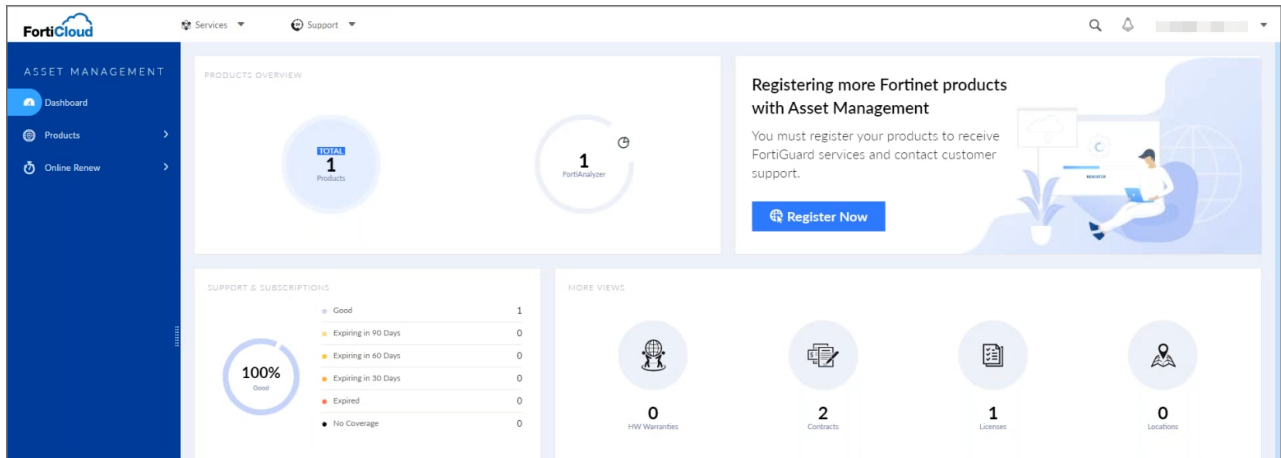 FortiCloud
Services
Support
ASSET MANAGEMENT
Dashboard
Products
Online Renew
PRODUCTS OVERVIEW
TOTAL
1
Products
1
FortiAnalyzer
Registering more Fortinet products
with Asset Management
You must register your products to receive
FortiGuard services and contact customer
support.
Register Now
REGISTER
SUPPORT & SUBSCRIPTIONS
100%
Good
Good 1
Expiring in 90 Days 0
Expiring in 60 Days 0
Expiring in 30 Days 0
Expired 0
No Coverage 0
MORE VIEWS
0
HW Warranties
2
Contracts
1
Licenses
0
Locations